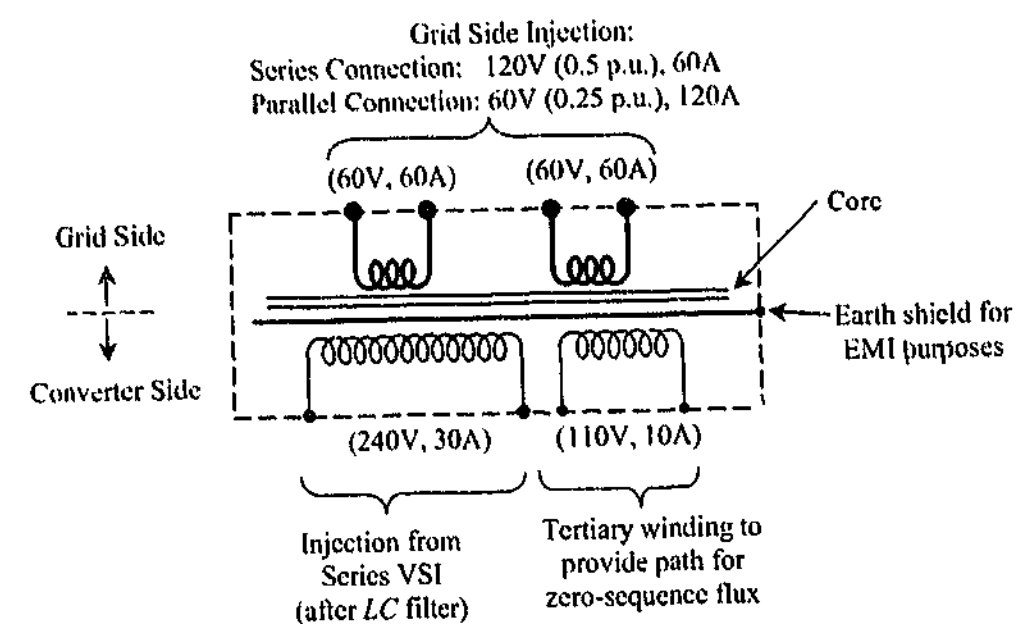 Grid Side Injection:
Series Connection: 120V (0.5 p.u.), 60A
Parallel Connection: 60V (0.25 p.u.), 120A
(60V, 60A)
(60V, 60A)
Core
Grid Side
Earth shield for
EMI purposes
Converter Side
(240V, 30A)
(110V, 10A)
Injection from
Series VSI
(after LC filter)
Tertiary winding to
provide path for
zero-sequence flux